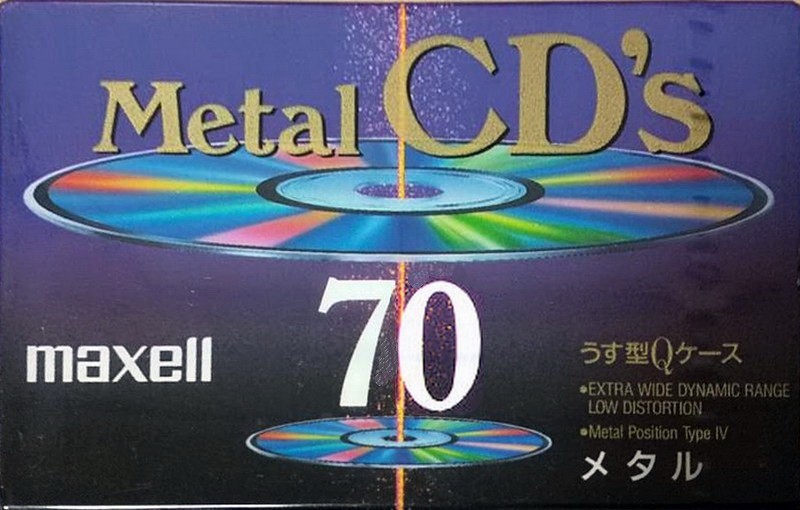 Metal CD's
70
maxell
うす型Qケース
•EXTRA WIDE DYNAMIC RANGE
LOW DISTORTION
•Metal Position Type IV
メタル